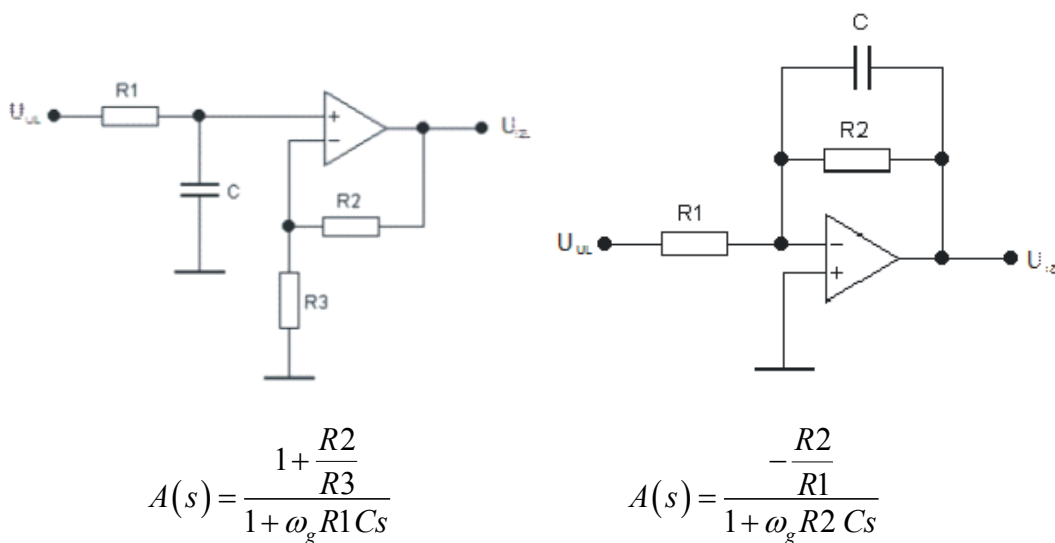 R1
U_UL
+
−
U_IZ
C
R2
R3
C
R2
R1
U_UL
−
+
A(s) = (1 + R2/R3) / (1 + ω_g R1 C s)
A(s) = (−R2/R1) / (1 + ω_g R2 C s)